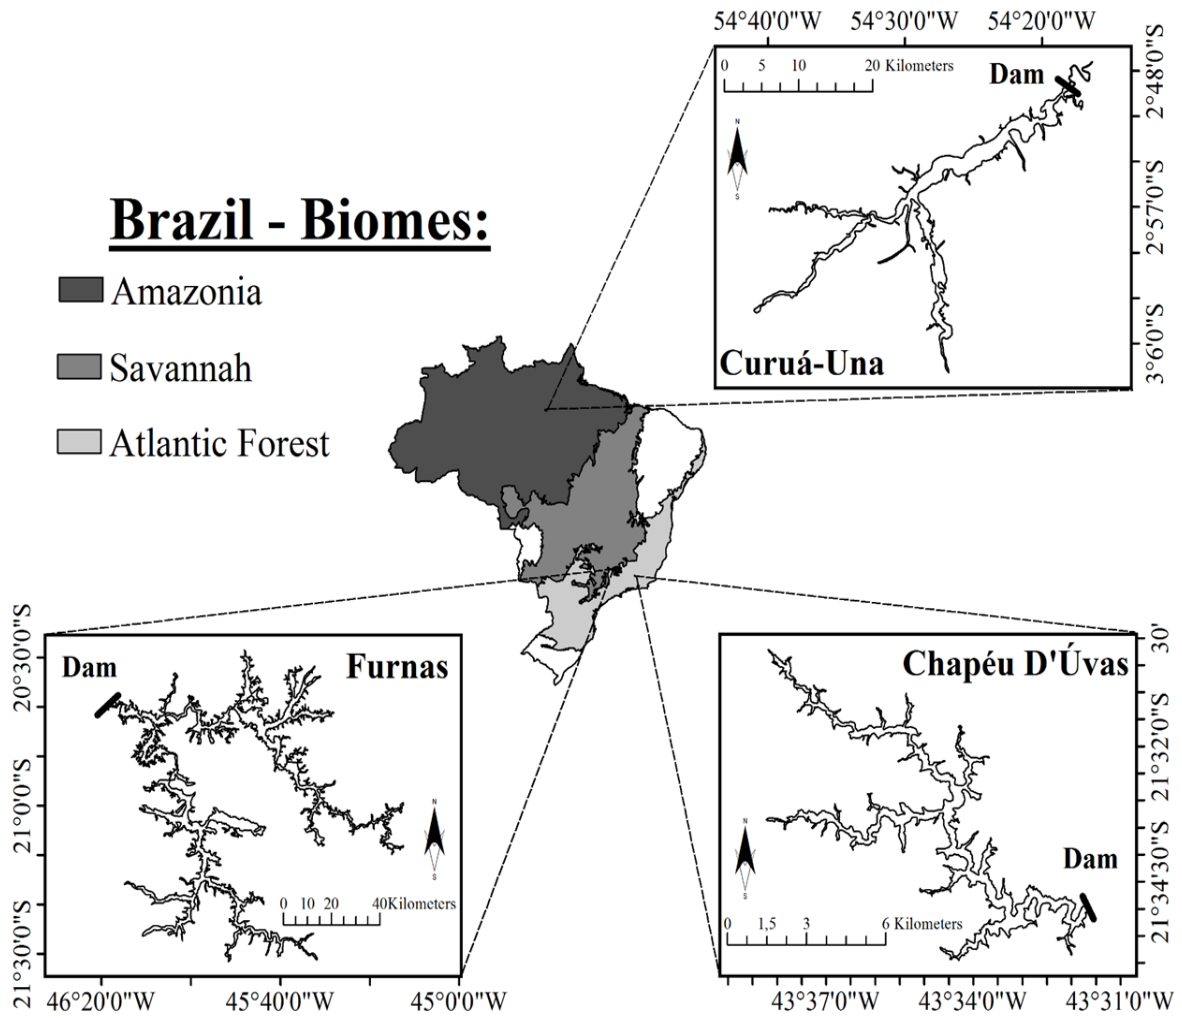 54°40'0"W 54°30'0"W 54°20'0"W
0 5 10 20 Kilometers
Dam
N
S
2°48'0"S
2°57'0"S
3°6'0"S
Curuá-Una
Brazil - Biomes:
Amazonia
Savannah
Atlantic Forest
20°30'0"S
21°0'0"S
21°30'0"S
Dam
Furnas
N
S
0 10 20 40Kilometers
46°20'0"W 45°40'0"W 45°0'0"W
Chapéu D'Úvas
30'
21°32'0"S
21°34'30"S
N
S
Dam
0 1,5 3 6 Kilometers
43°37'0"W 43°34'0"W 43°31'0"W